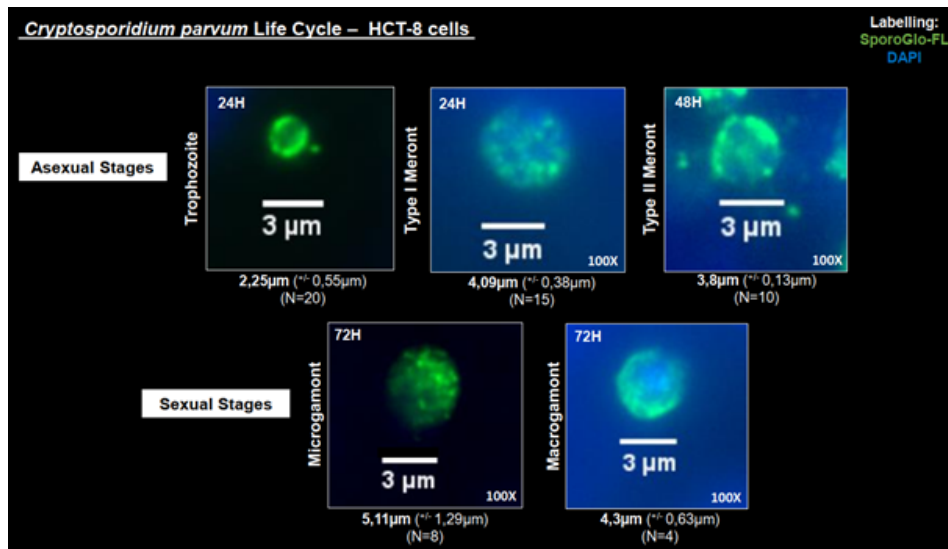 Cryptosporidium parvum Life Cycle – HCT-8 cells
Labelling:
SporoGlo-FL
DAPI
Asexual Stages
Trophozoite
24H
3 µm
2,25µm (+/- 0,55µm)
(N=20)
Type I Meront
24H
3 µm
100X
4,09µm (+/- 0,38µm)
(N=15)
Type II Meront
48H
3 µm
100X
3,8µm (+/- 0,13µm)
(N=10)
Sexual Stages
Microgamont
72H
3 µm
100X
5,11µm (+/- 1,29µm)
(N=8)
Macrogamont
72H
3 µm
100X
4,3µm (+/- 0,63µm)
(N=4)